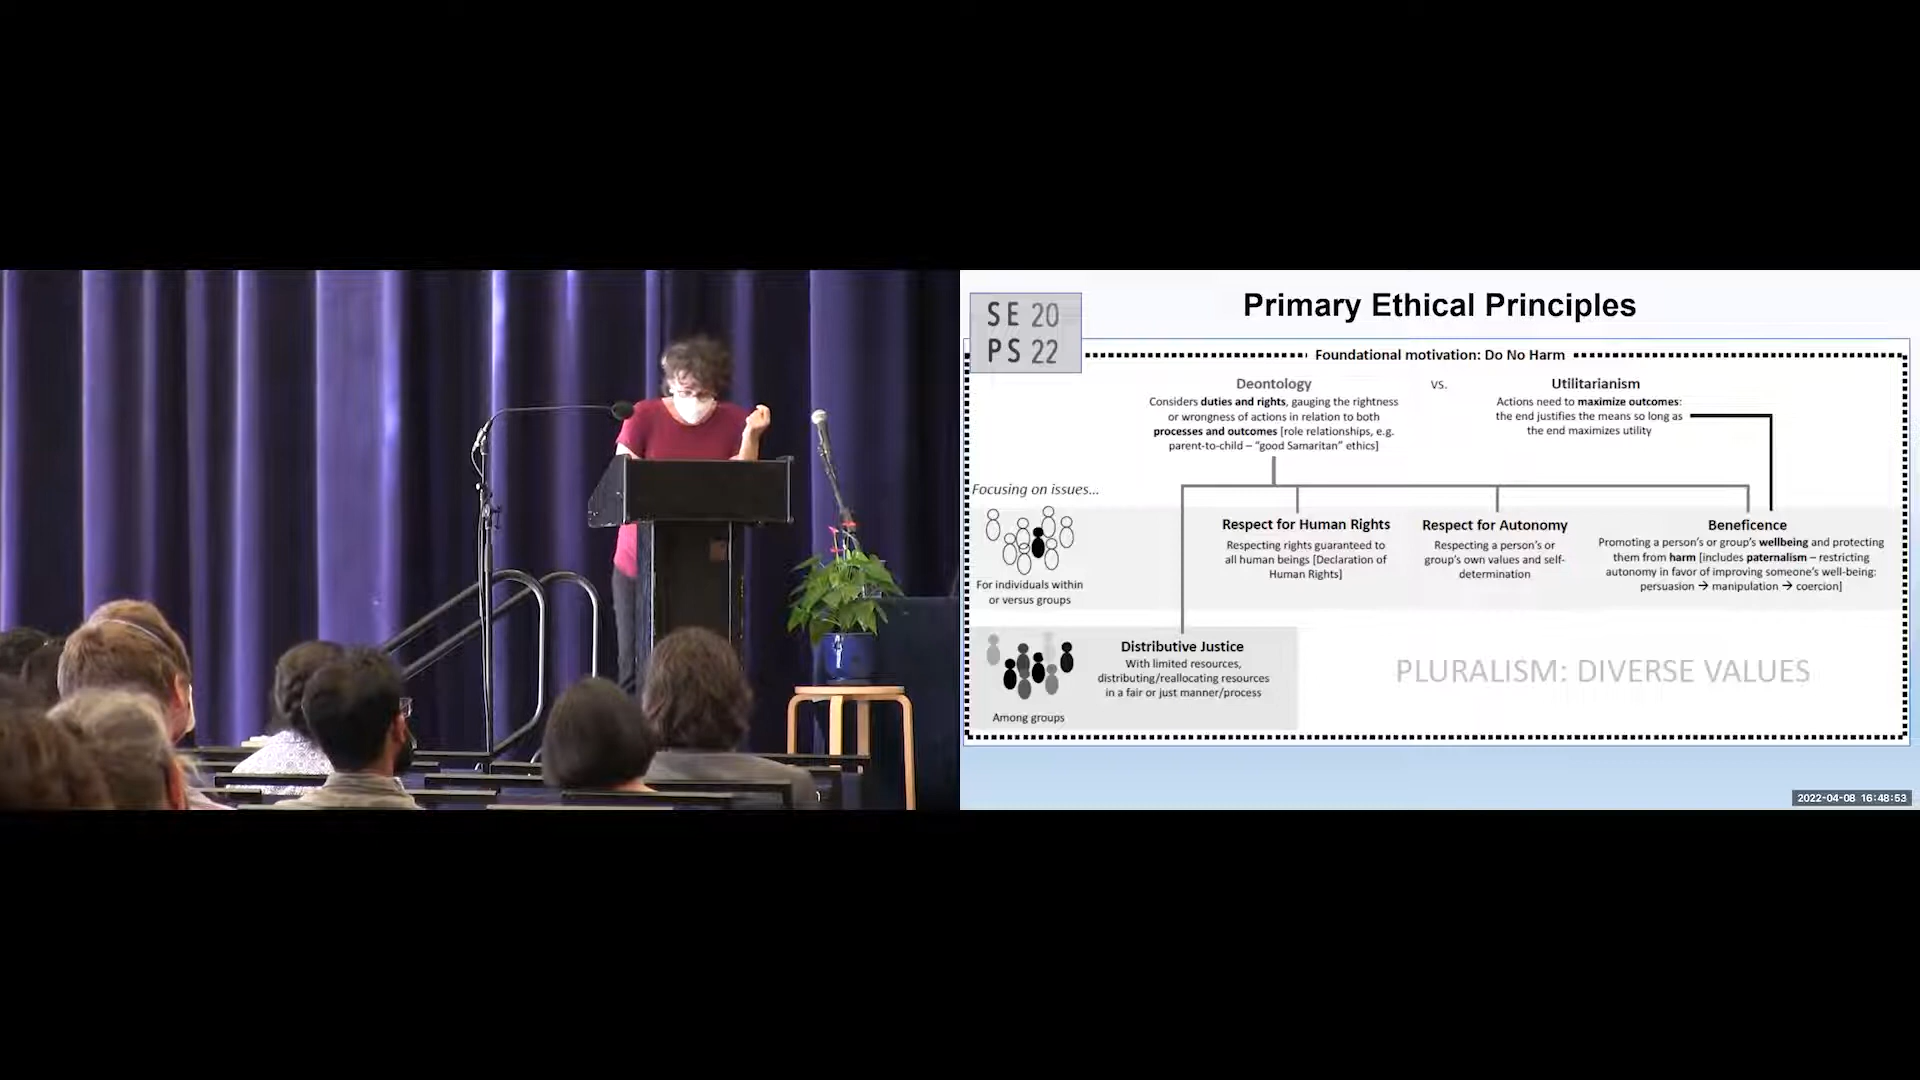 Primary Ethical Principles
SE 20
PS 22
Foundational motivation: Do No Harm
Deontology
Considers duties and rights, gauging the rightness
or wrongness of actions in relation to both
processes and outcomes [role relationships, e.g.
parent-to-child – "good Samaritan" ethics]
vs.
Utilitarianism
Actions need to maximize outcomes:
the end justifies the means so long as
the end maximizes utility
Focusing on issues...
For individuals within
or versus groups
Respect for Human Rights
Respecting rights guaranteed to
all human beings [Declaration of
Human Rights]
Respect for Autonomy
Respecting a person's or
group's own values and self-
determination
Beneficence
Promoting a person's or group's wellbeing and protecting
them from harm [includes paternalism – restricting
autonomy in favor of improving someone's well-being:
persuasion → manipulation → coercion]
Among groups
Distributive Justice
With limited resources,
distributing/reallocating resources
in a fair or just manner/process
PLURALISM: DIVERSE VALUES
2022-04-08 16:48:53